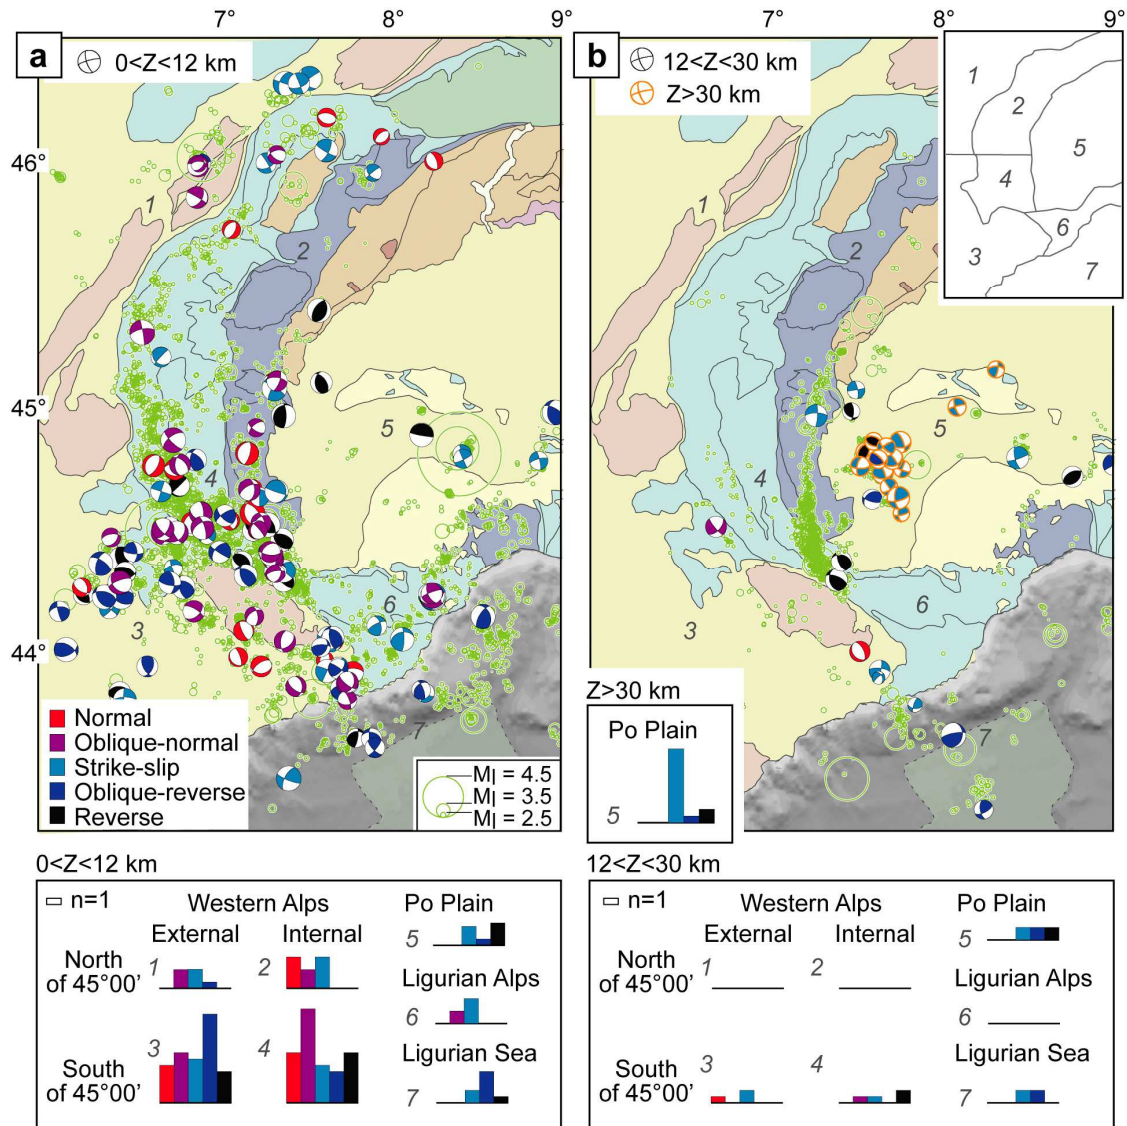 7°
8°
9°
7°
8°
9°
a
0<Z<12 km
b
12<Z<30 km
Z>30 km
46°
45°
44°
1
2
3
4
5
6
7
1
2
3
4
5
6
7
1
2
3
4
5
6
7
Normal
Oblique-normal
Strike-slip
Oblique-reverse
Reverse
Ml = 4.5
Ml = 3.5
Ml = 2.5
Z>30 km
Po Plain
5
0<Z<12 km
n=1
Western Alps
External
Internal
North
of 45°00'
1
2
South
of 45°00'
3
4
Po Plain
5
Ligurian Alps
6
Ligurian Sea
7
12<Z<30 km
n=1
Western Alps
External
Internal
North
of 45°00'
1
2
South
of 45°00'
3
4
Po Plain
5
Ligurian Alps
6
Ligurian Sea
7